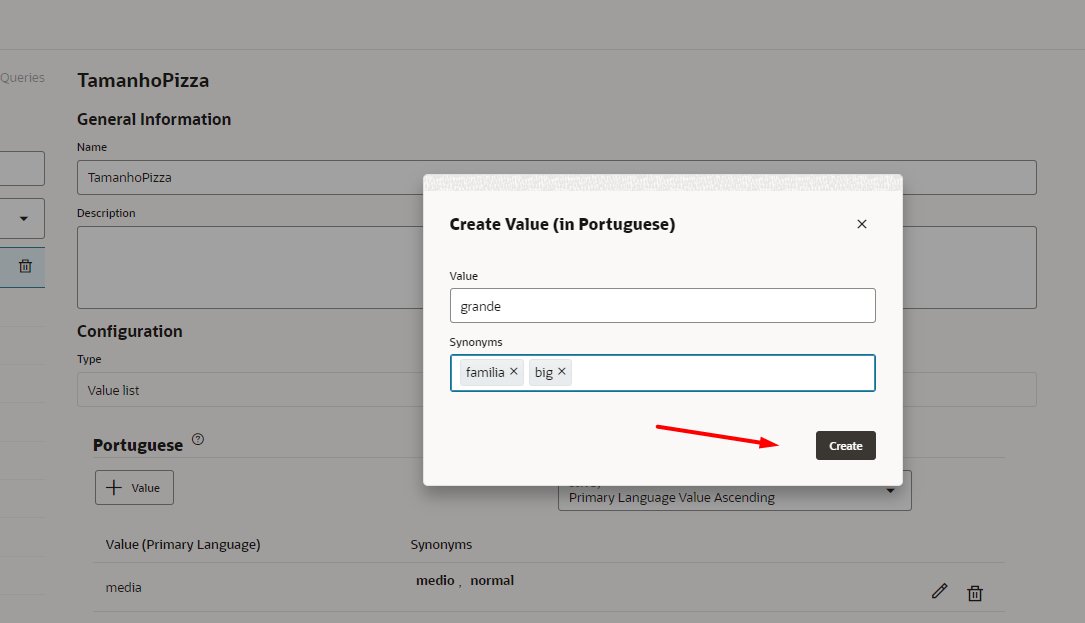 Queries
TamanhoPizza
General Information
Name
TamanhoPizza
Description
Create Value (in Portuguese)
Value
grande
Synonyms
familia × big ×
Create
Configuration
Type
Value list
Portuguese ?
+ Value
Primary Language Value Ascending
Value (Primary Language) Synonyms
media medio , normal